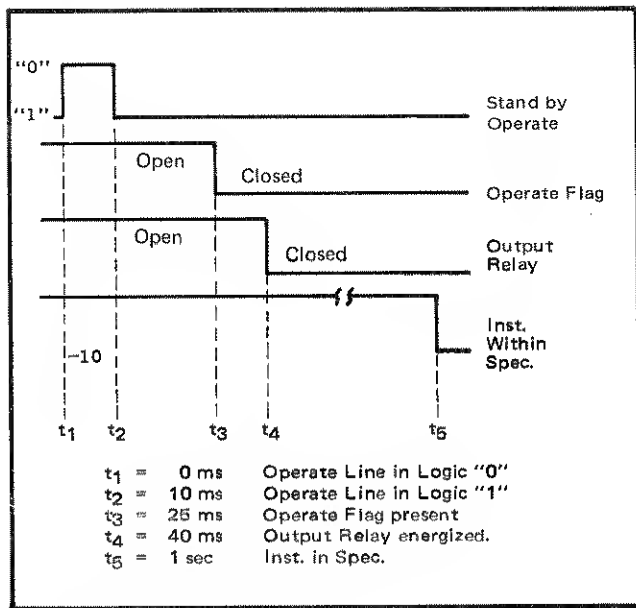 "0"
"1"
Stand by
Operate
Open
Closed
Operate Flag
Open
Closed
Output
Relay
Inst.
Within
Spec.
–10
t1 t2 t3 t4 t5
t1 = 0 ms Operate Line in Logic "0"
t2 = 10 ms Operate Line in Logic "1"
t3 = 25 ms Operate Flag present
t4 = 40 ms Output Relay energized.
t5 = 1 sec Inst. in Spec.